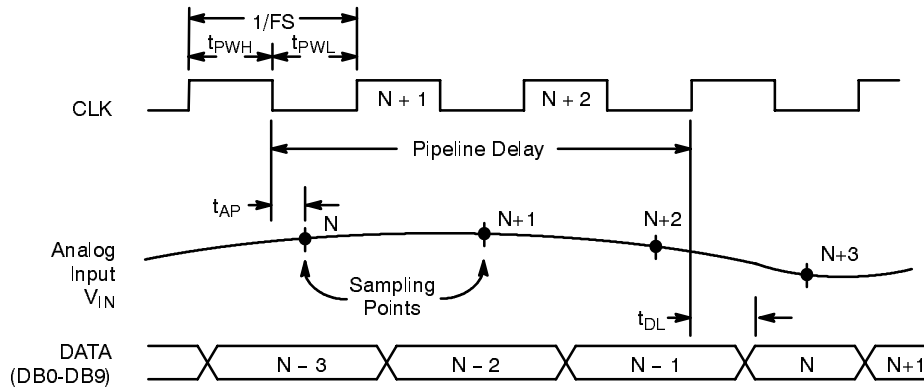 1/FS
tPWH tPWL
CLK
N + 1
N + 2
Pipeline Delay
tAP
N
N+1
N+2
N+3
Analog
Input
VIN
Sampling
Points
tDL
DATA
(DB0-DB9)
N – 3
N – 2
N – 1
N
N+1